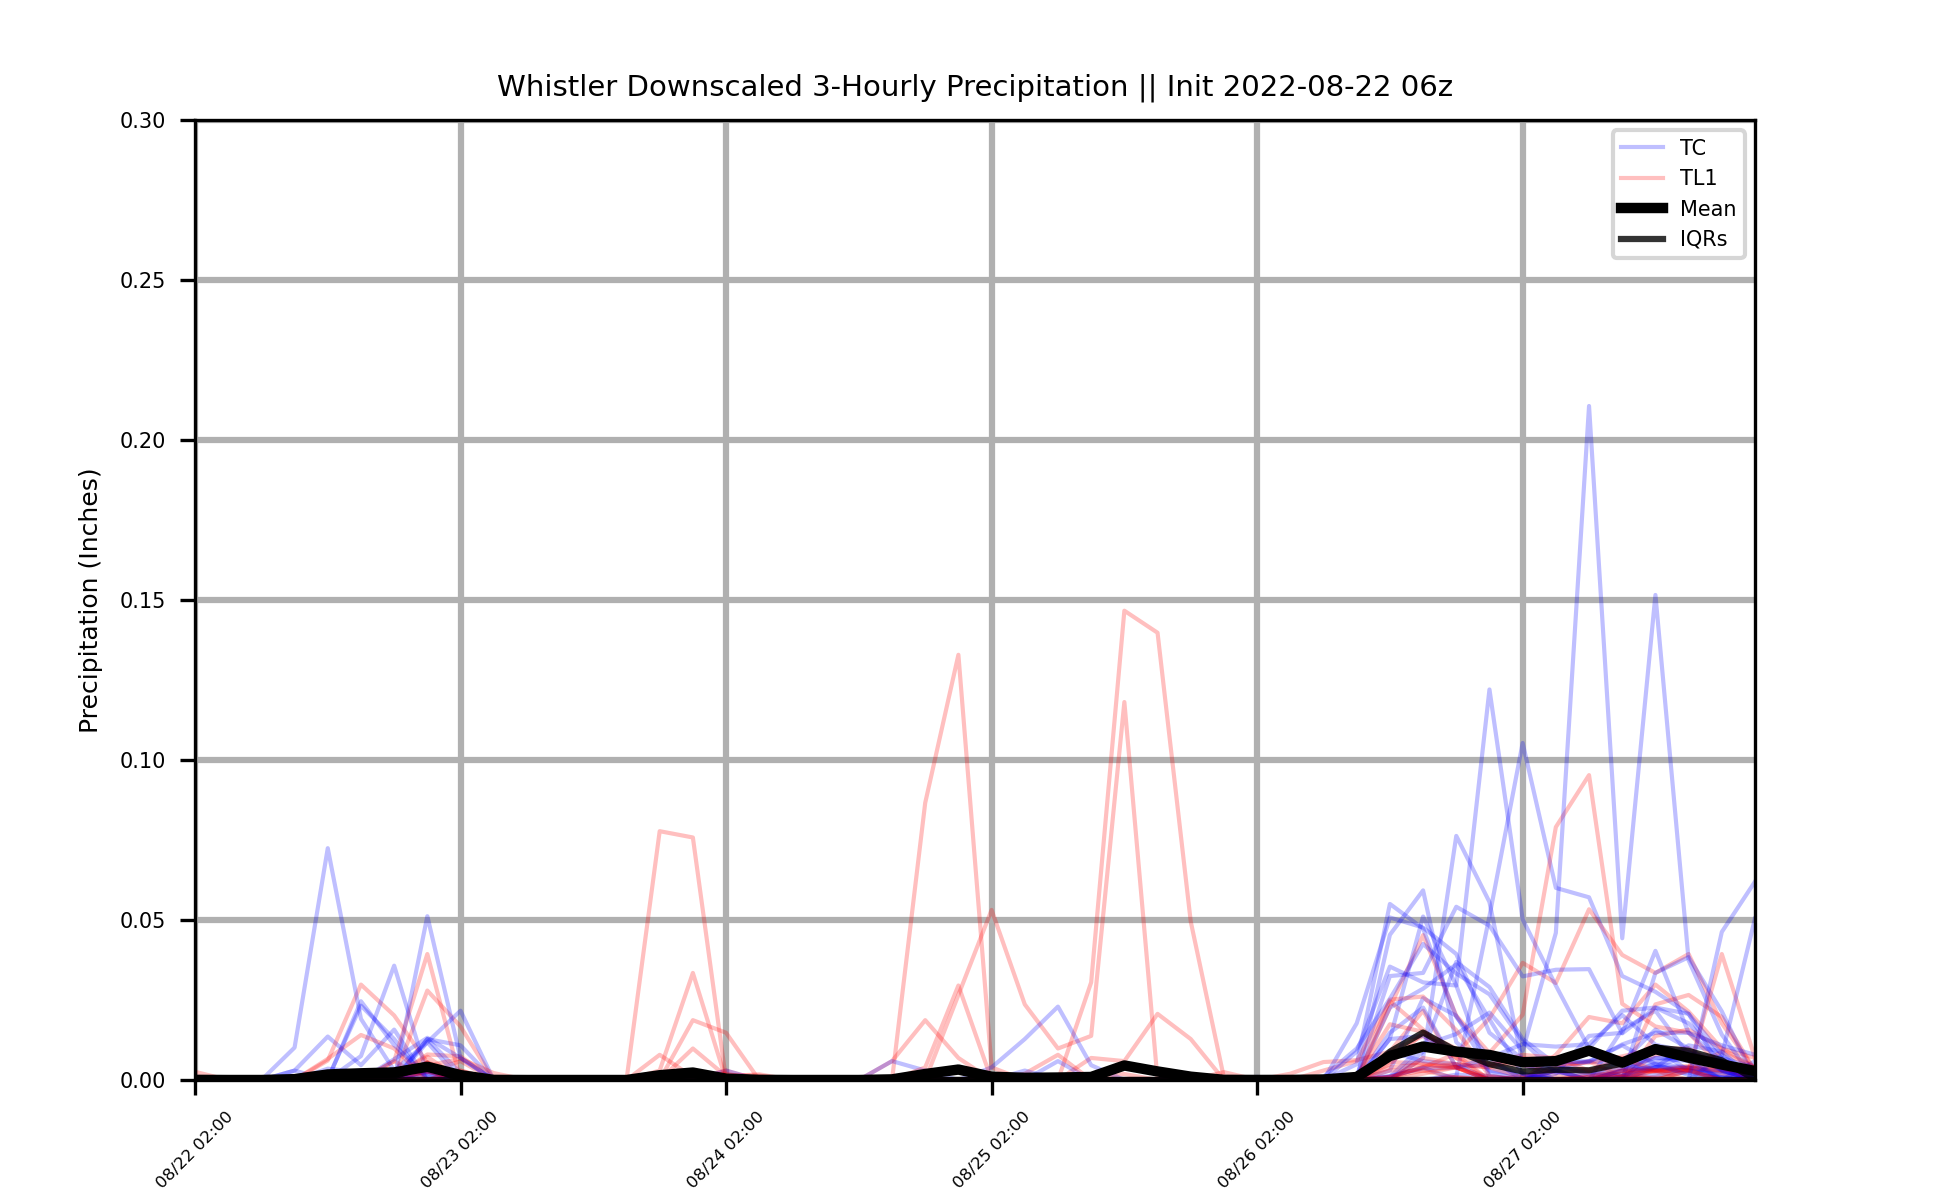 Whistler Downscaled 3-Hourly Precipitation || Init 2022-08-22 06z
Precipitation (Inches)
0.30
0.25
0.20
0.15
0.10
0.05
0.00
TC
TL1
Mean
IQRs
08/22 02:00
08/23 02:00
08/24 02:00
08/25 02:00
08/26 02:00
08/27 02:00